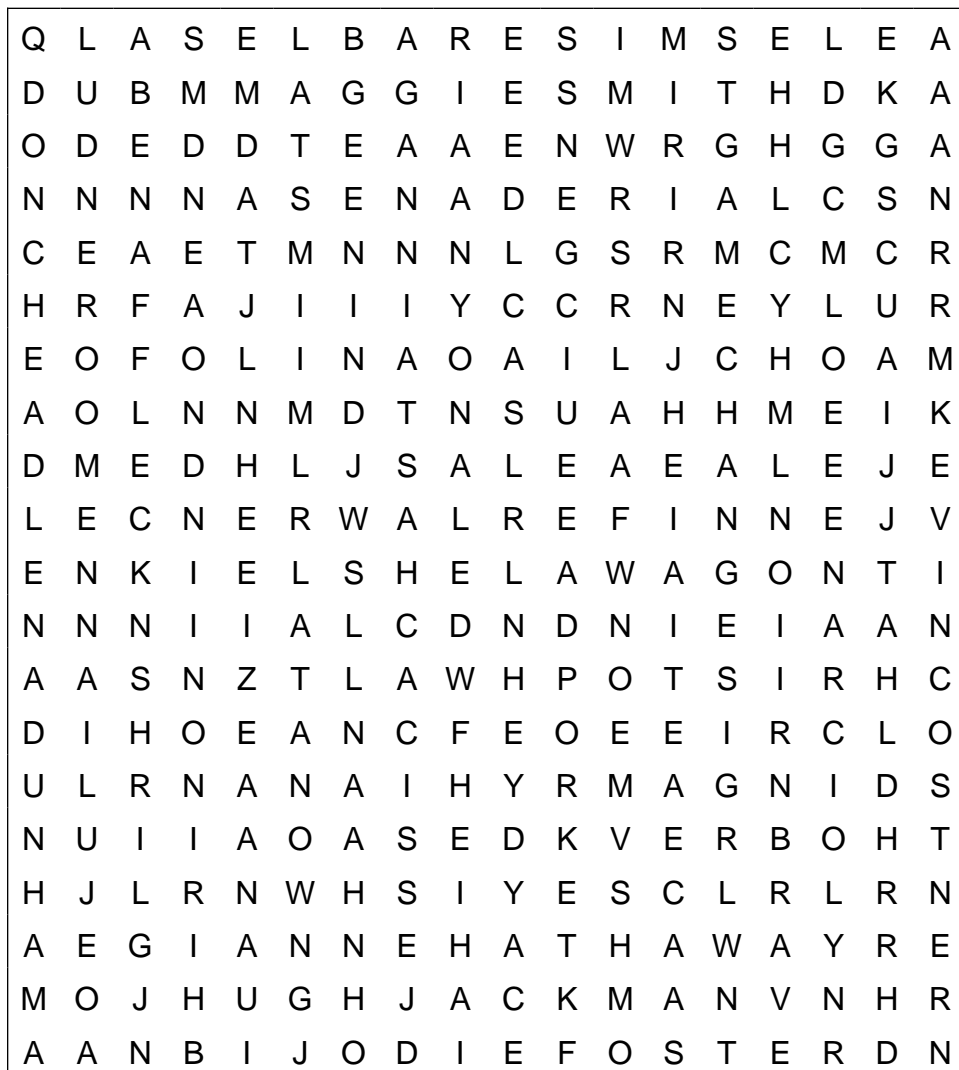 Q L A S E L B A R E S I M S E L E A
D U B M M A G G I E S M I T H D K A
O D E D D T E A A E N W R G H G G A
N N N N A S E N A D E R I A L C S N
C E A E T M N N N L G S R M C M C R
H R F A J I I I Y C C R N E Y L U R
E O F O L I N A O A I L J C H O A M
A O L N N M D T N S U A H H M E I K
D M E D H L J S A L E A E A L E J E
L E C N E R W A L R E F I N N E J V
E N K I E L S H E L A W A G O N T I
N N N I I A L C D N D N I E I A A N
A A S N Z T L A W H P O T S I R H C
D I H O E A N C F E O E E I R C L O
U L R N A N A I H Y R M A G N I D S
N U I I A O A S E D K V E R B O H T
H J L R N W H S I Y E S C L R L R N
A E G I A N N E H A T H A W A Y R E
M O J H U G H J A C K M A N V N H R
A A N B I J O D I E F O S T E R D N